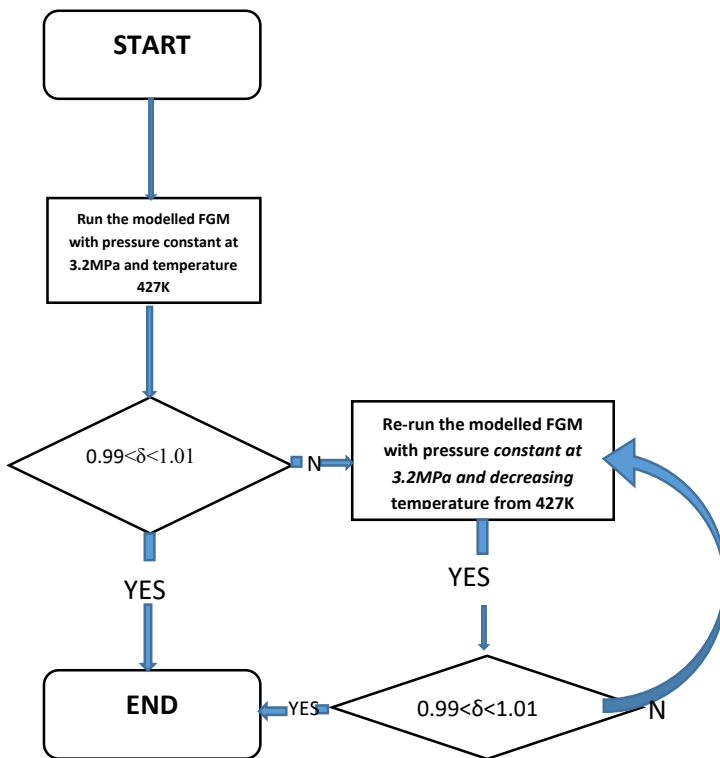 START
Run the modelled FGM
with pressure constant at
3.2MPa and temperature
427K
0.99<δ<1.01
N
Re-run the modelled FGM
with pressure constant at
3.2MPa and decreasing
temperature from 427K
YES
YES
END
YES
0.99<δ<1.01
N